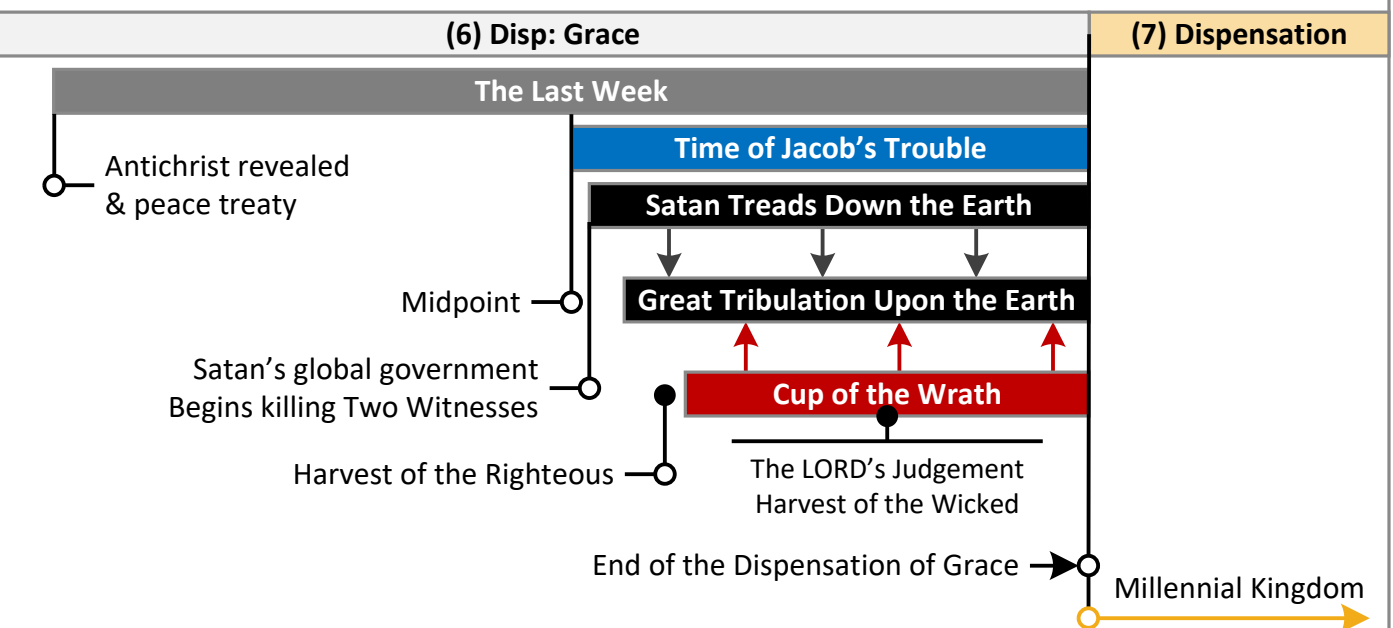 (6) Disp: Grace
(7) Dispensation
The Last Week
Time of Jacob's Trouble
Antichrist revealed
& peace treaty
Satan Treads Down the Earth
Midpoint
Great Tribulation Upon the Earth
Satan's global government
Begins killing Two Witnesses
Cup of the Wrath
Harvest of the Righteous
The LORD's Judgement
Harvest of the Wicked
End of the Dispensation of Grace
Millennial Kingdom